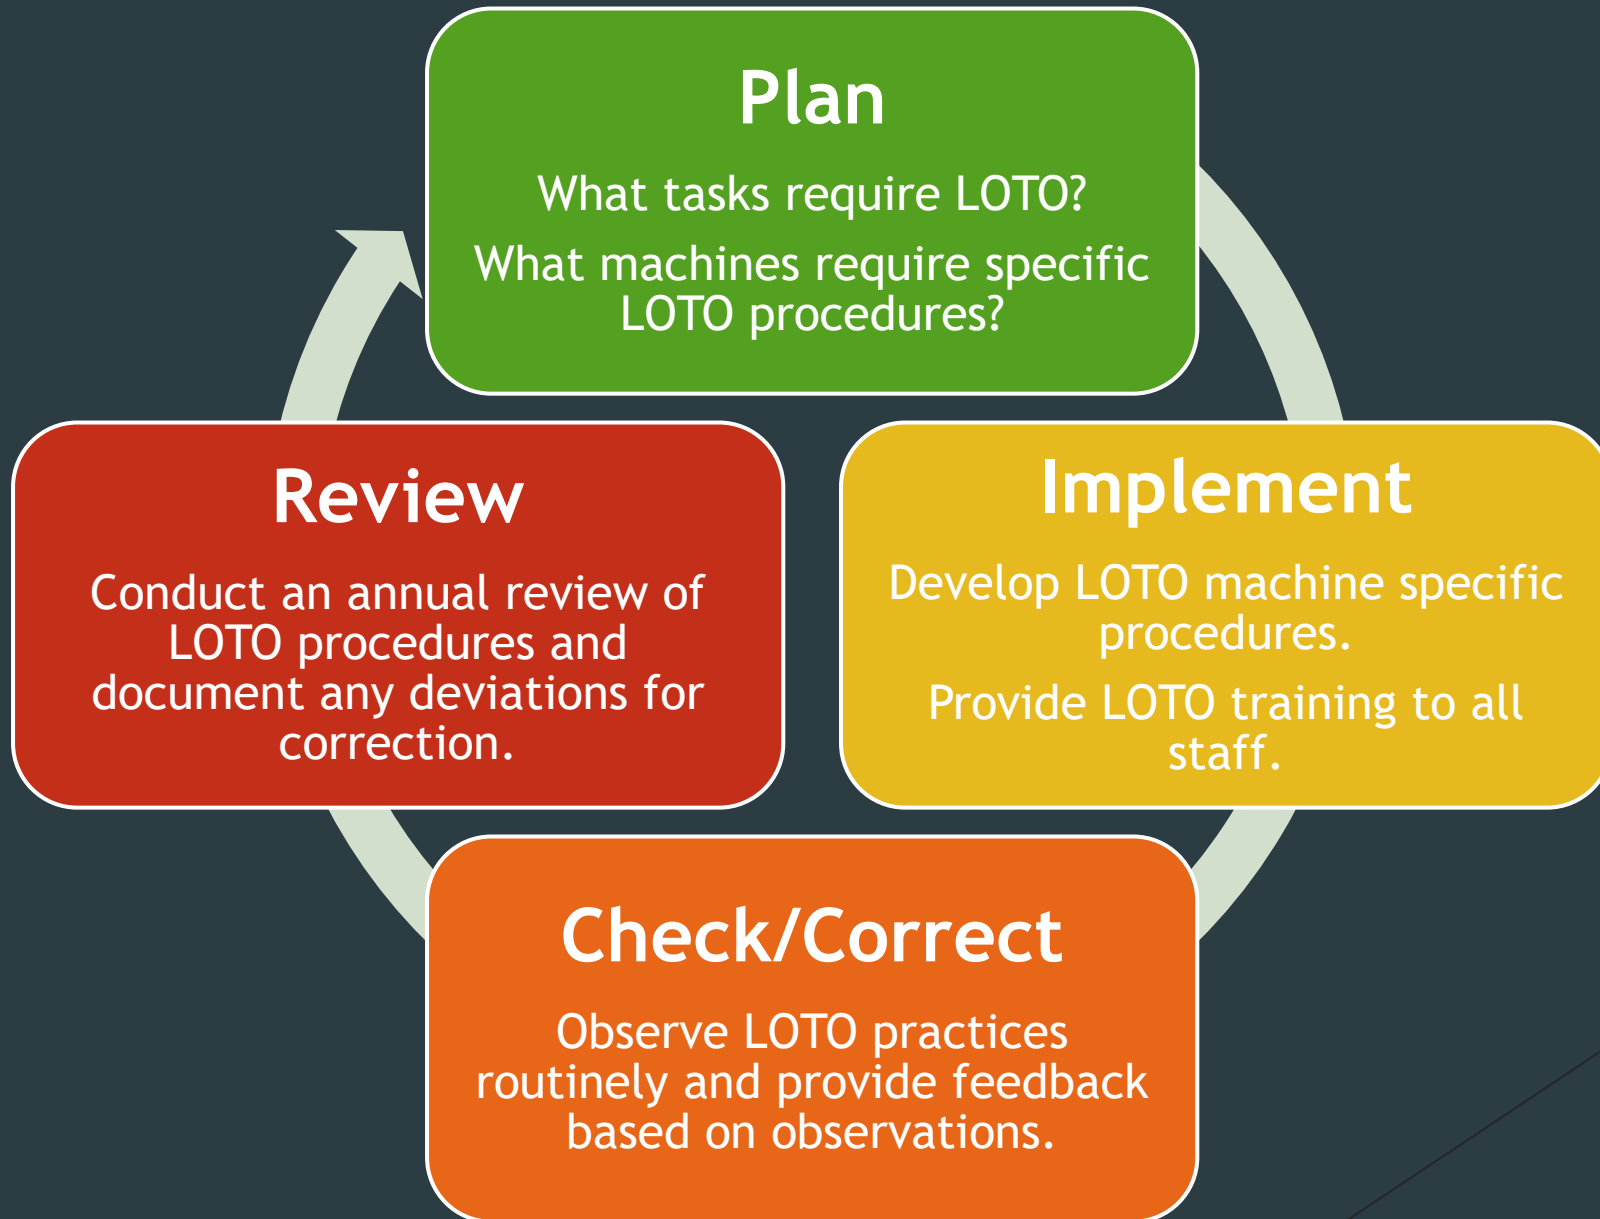 Plan
What tasks require LOTO?
What machines require specific
LOTO procedures?
Implement
Develop LOTO machine specific
procedures.
Provide LOTO training to all
staff.
Check/Correct
Observe LOTO practices
routinely and provide feedback
based on observations.
Review
Conduct an annual review of
LOTO procedures and
document any deviations for
correction.